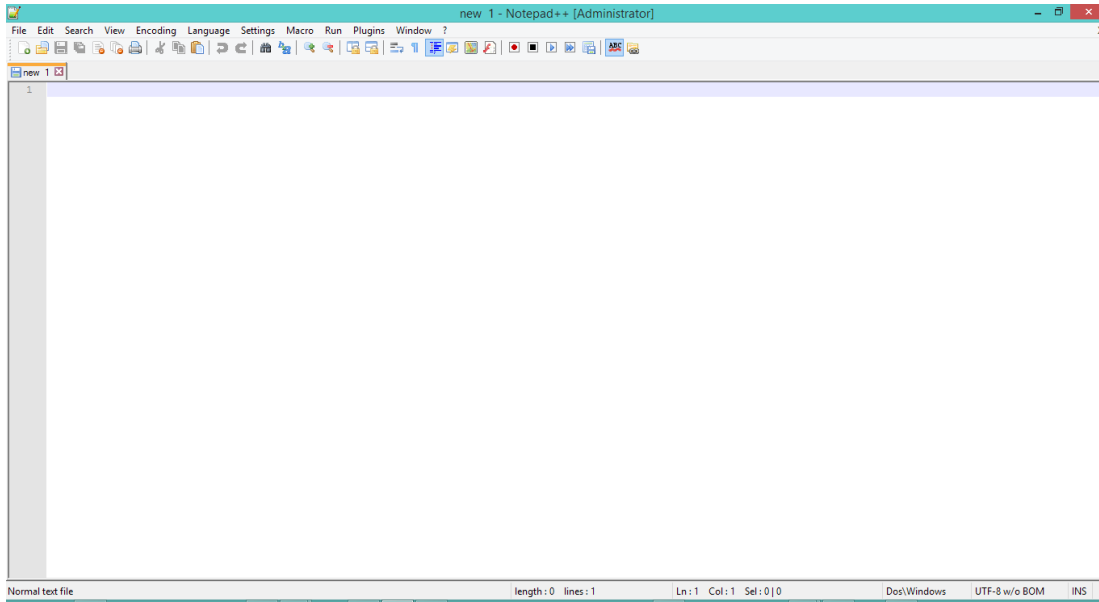 new 1 - Notepad++ [Administrator]
File Edit Search View Encoding Language Settings Macro Run Plugins Window ?
ABC
new 1
1
Normal text file length : 0 lines : 1 Ln : 1 Col : 1 Sel : 0 | 0 Dos\Windows UTF-8 w/o BOM INS